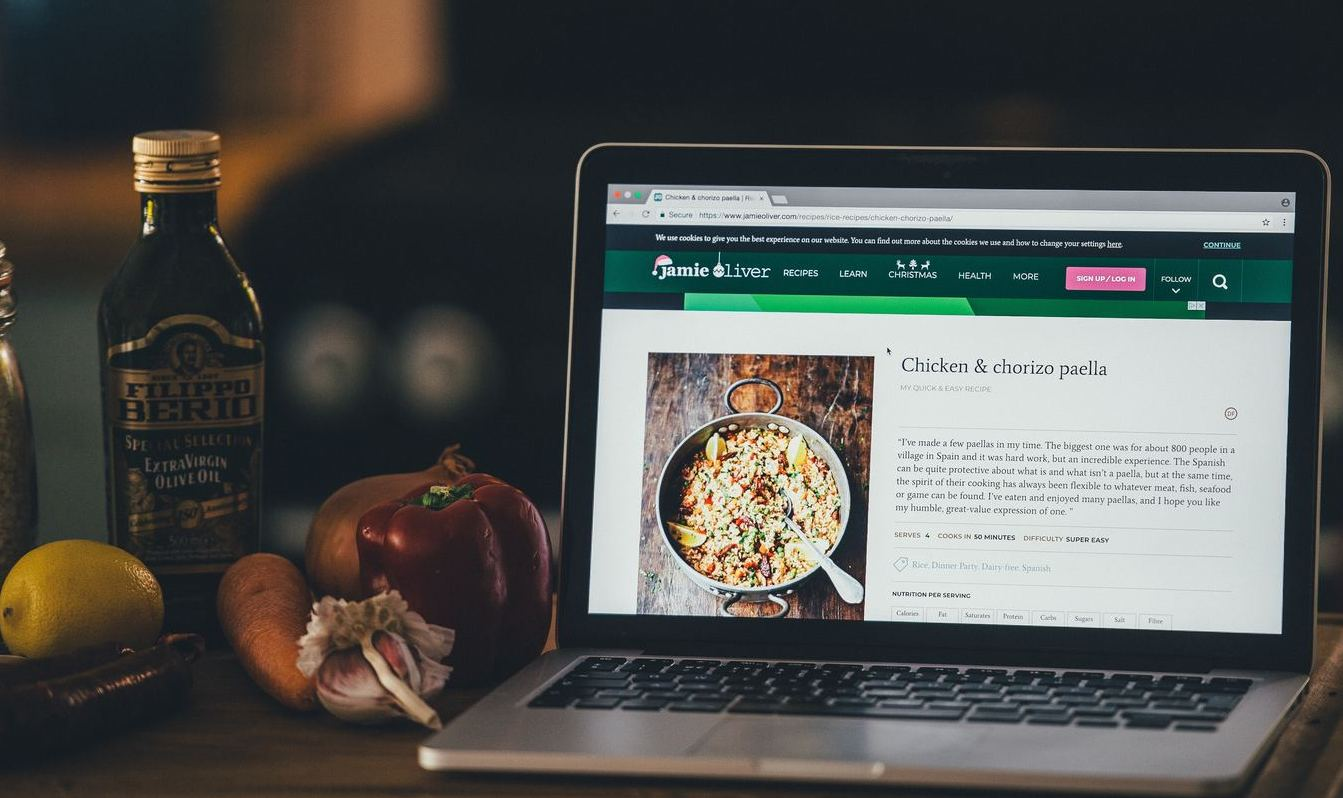 SINCE 1867
FILIPPO
BERIO
SPECIAL SELECTION
EXTRA VIRGIN
OLIVE OIL
150
Chicken & chorizo paella | Re
Secure https://www.jamieoliver.com/recipes/rice-recipes/chicken-chorizo-paella/
We use cookies to give you the best experience on our website. You can find out more about the cookies we use and how to change your settings here.
CONTINUE
jamie oliver RECIPES LEARN CHRISTMAS HEALTH MORE SIGN UP / LOG IN FOLLOW
Chicken & chorizo paella
MY QUICK & EASY RECIPE
DF
“I've made a few paellas in my time. The biggest one was for about 800 people in a
village in Spain and it was hard work, but an incredible experience. The Spanish
can be quite protective about what is and what isn't a paella, but at the same time,
the spirit of their cooking has always been flexible to whatever meat, fish, seafood
or game can be found. I've eaten and enjoyed many paellas, and I hope you like
my humble, great-value expression of one. ”
SERVES 4 COOKS IN 50 MINUTES DIFFICULTY SUPER EASY
Rice, Dinner Party, Dairy-free, Spanish
NUTRITION PER SERVING
Calories Fat Saturates Protein Carbs Sugars Salt Fibre